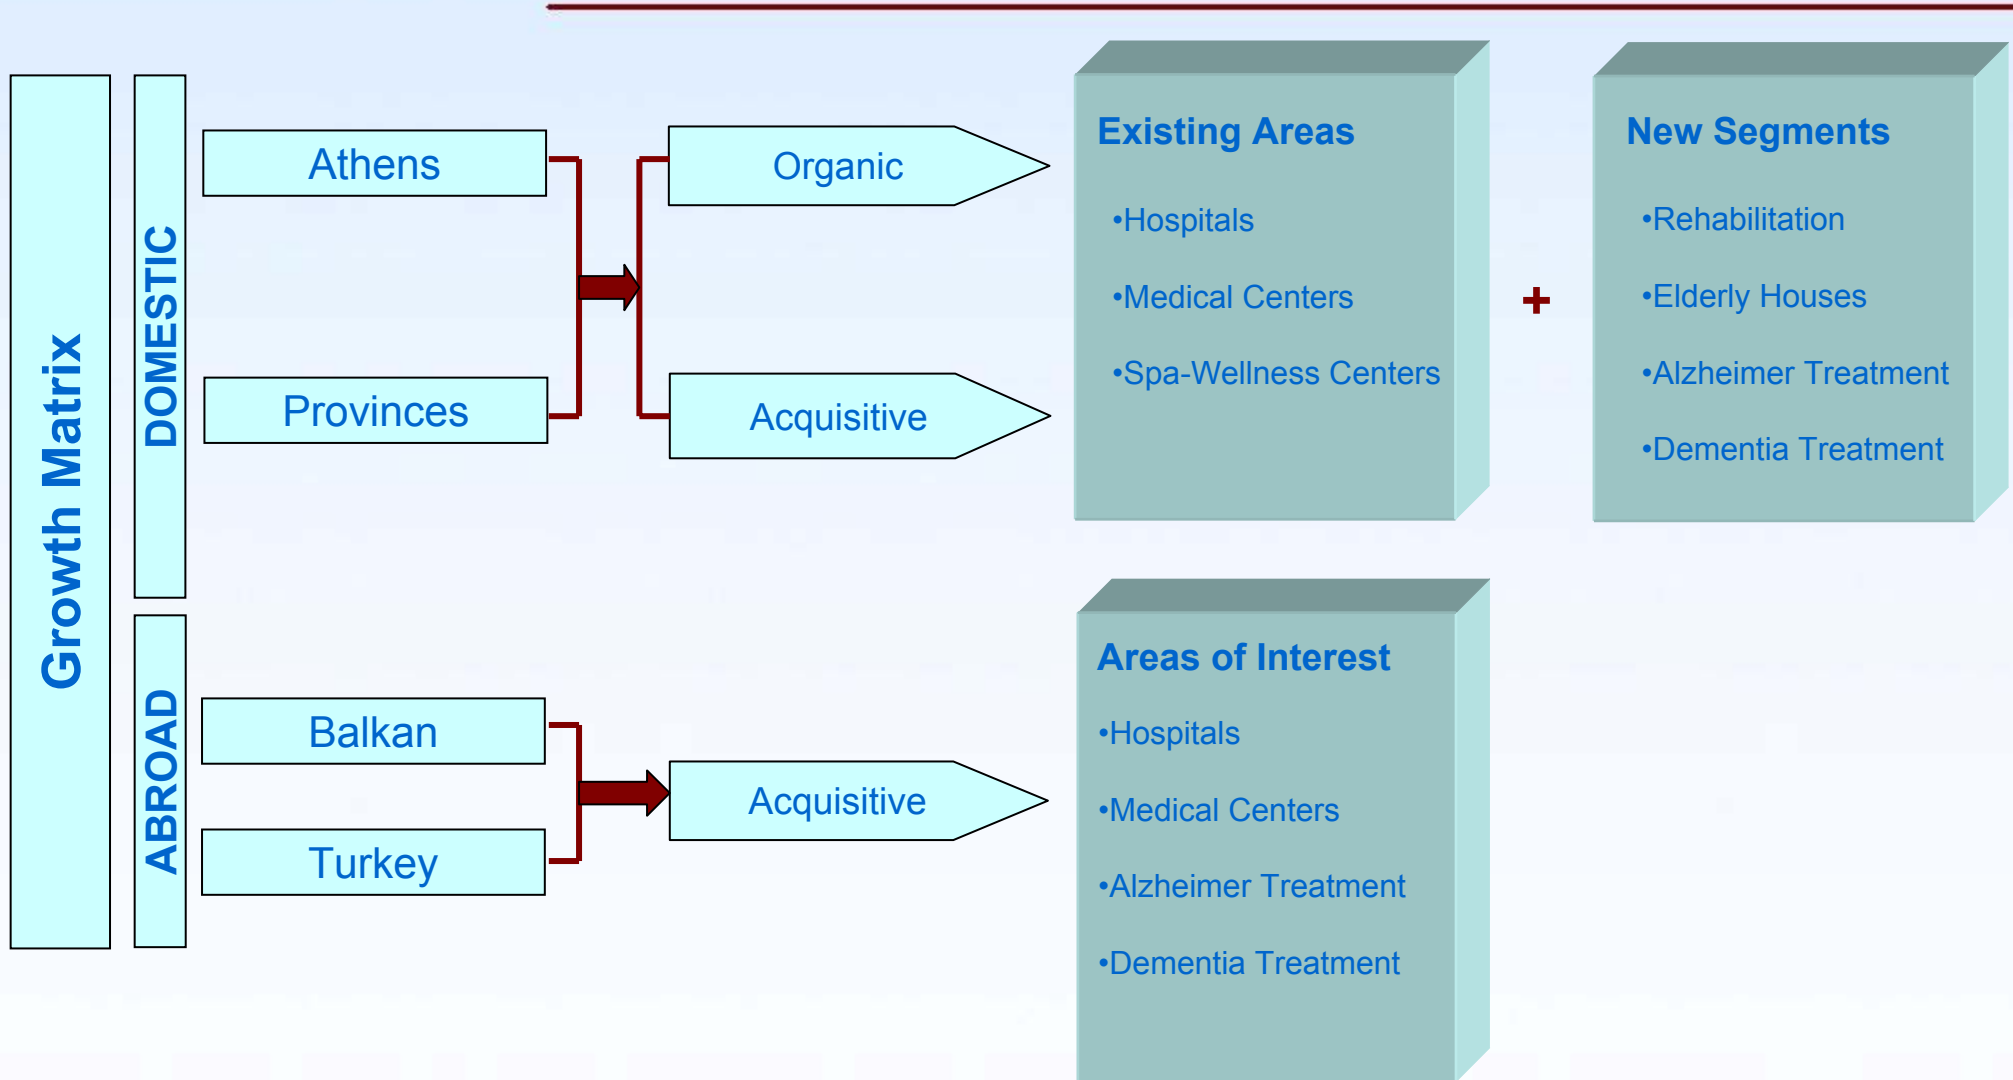 Growth Matrix
DOMESTIC
Athens
Provinces
Organic
Acquisitive
Existing Areas
•Hospitals
•Medical Centers
•Spa-Wellness Centers
+
New Segments
•Rehabilitation
•Elderly Houses
•Alzheimer Treatment
•Dementia Treatment
ABROAD
Balkan
Turkey
Acquisitive
Areas of Interest
•Hospitals
•Medical Centers
•Alzheimer Treatment
•Dementia Treatment